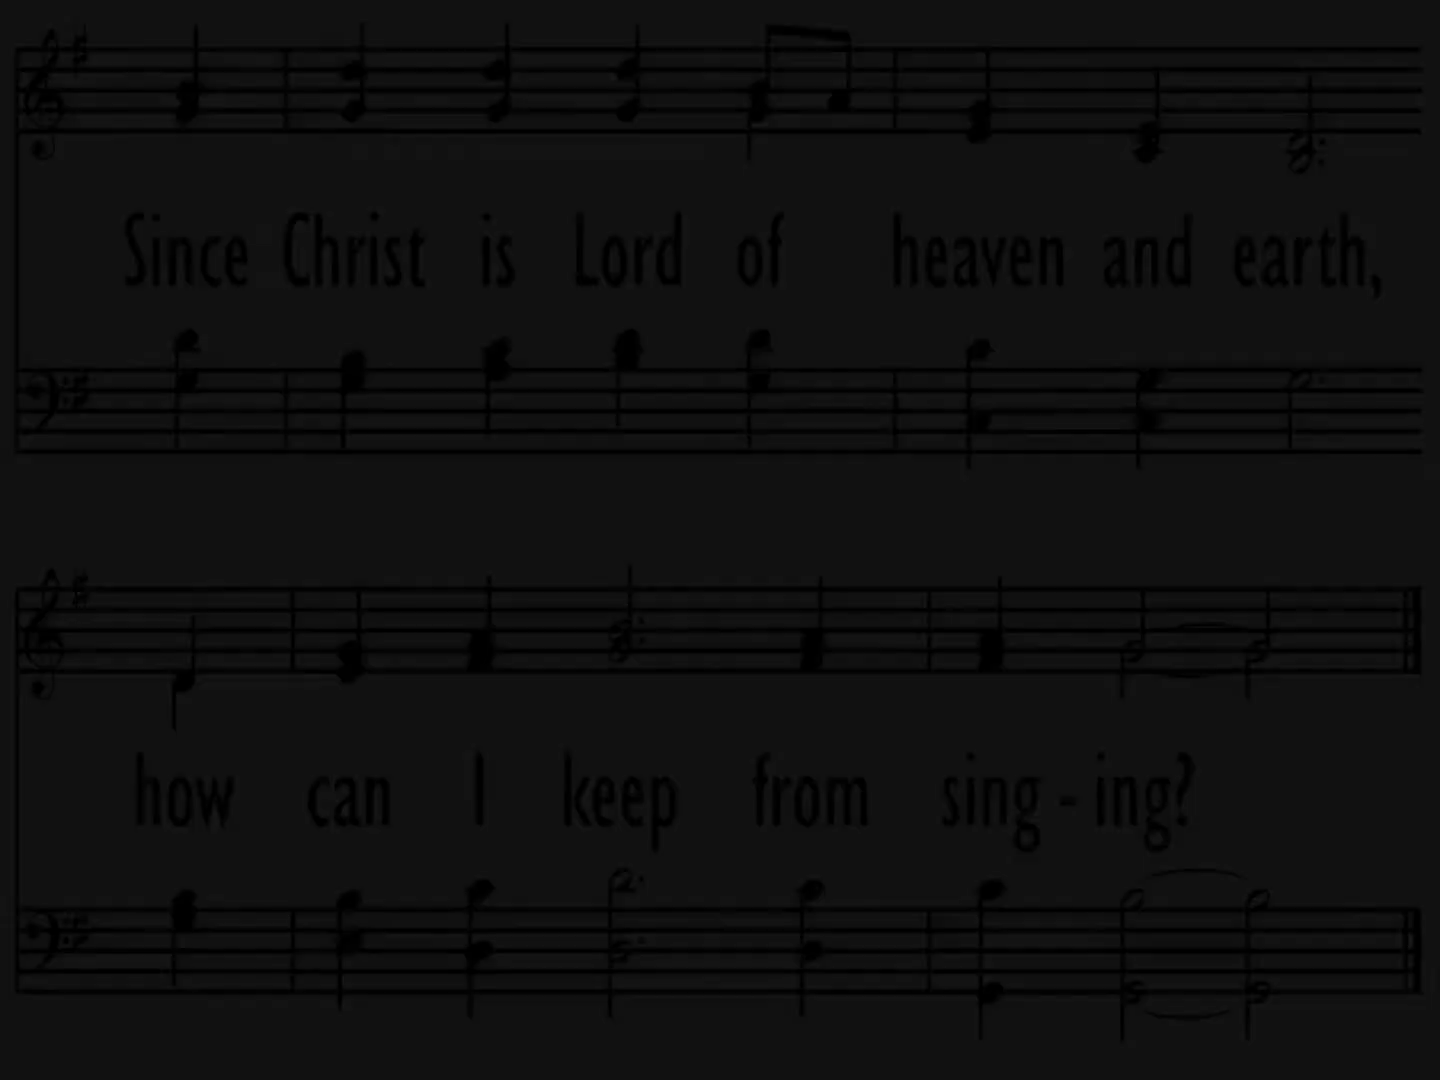 Since Christ is Lord of heaven and earth,
how can I keep from sing - ing?